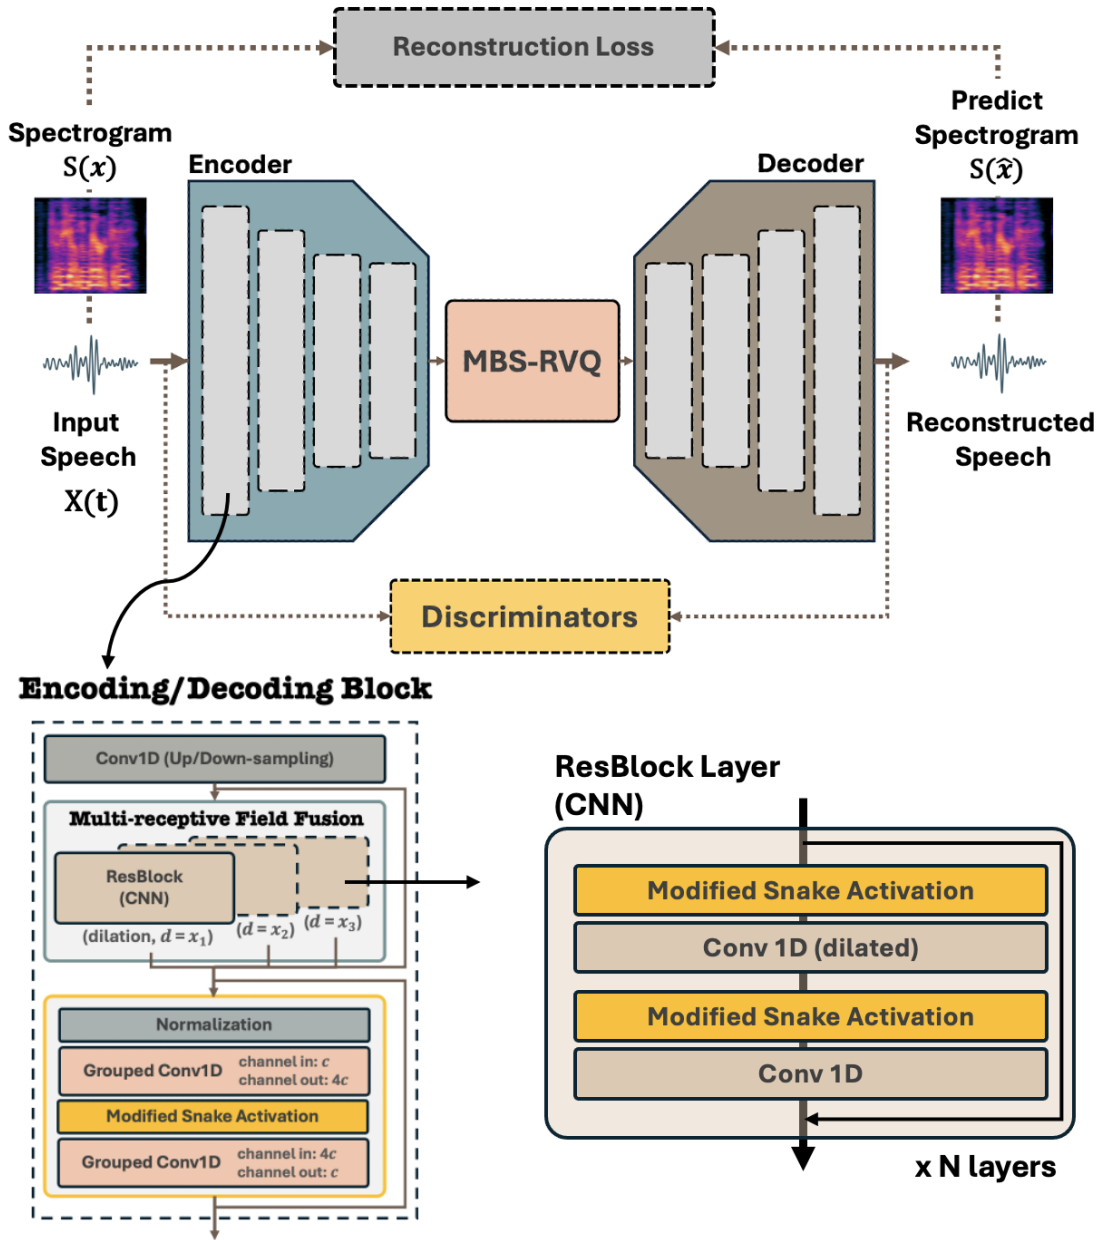 Reconstruction Loss
Spectrogram
S(x)
Predict
Spectrogram
S(x̂)
Encoder
Decoder
MBS-RVQ
Input
Speech
X(t)
Reconstructed
Speech
Discriminators
Encoding/Decoding Block
Conv1D (Up/Down-sampling)
Multi-receptive Field Fusion
ResBlock
(CNN)
(dilation, d = x₁)
(d = x₂)
(d = x₃)
Normalization
Grouped Conv1D
channel in: c
channel out: 4c
Modified Snake Activation
Grouped Conv1D
channel in: 4c
channel out: c
ResBlock Layer
(CNN)
Modified Snake Activation
Conv 1D (dilated)
Modified Snake Activation
Conv 1D
x N layers